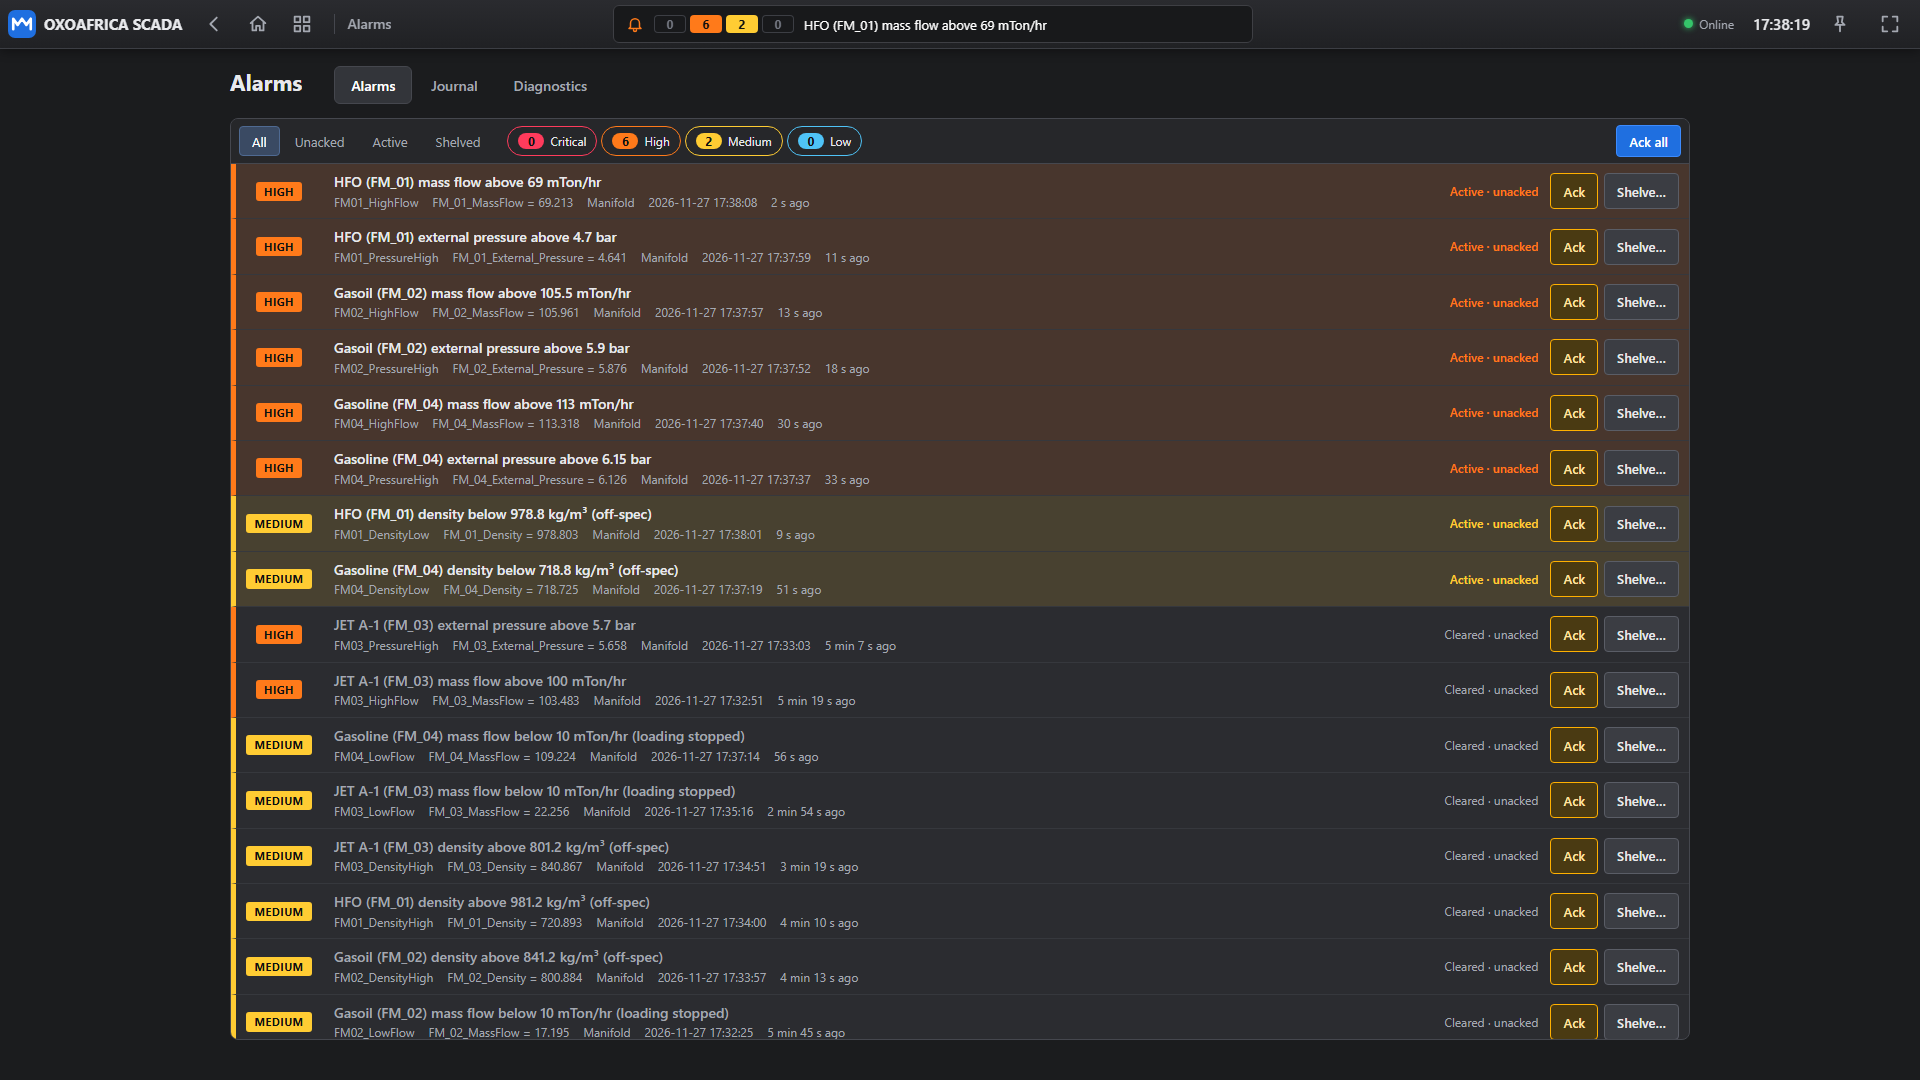 OXOAFRICA SCADA
Alarms
0 6 2 0 HFO (FM_01) mass flow above 69 mTon/hr
Online 17:38:19
Alarms
Alarms Journal Diagnostics
All Unacked Active Shelved 0 Critical 6 High 2 Medium 0 Low Ack all
HIGH HFO (FM_01) mass flow above 69 mTon/hr Active · unacked Ack Shelve...
FM01_HighFlow FM_01_MassFlow = 69.213 Manifold 2026-11-27 17:38:08 2 s ago
HIGH HFO (FM_01) external pressure above 4.7 bar Active · unacked Ack Shelve...
FM01_PressureHigh FM_01_External_Pressure = 4.641 Manifold 2026-11-27 17:37:59 11 s ago
HIGH Gasoil (FM_02) mass flow above 105.5 mTon/hr Active · unacked Ack Shelve...
FM02_HighFlow FM_02_MassFlow = 105.961 Manifold 2026-11-27 17:37:57 13 s ago
HIGH Gasoil (FM_02) external pressure above 5.9 bar Active · unacked Ack Shelve...
FM02_PressureHigh FM_02_External_Pressure = 5.876 Manifold 2026-11-27 17:37:52 18 s ago
HIGH Gasoline (FM_04) mass flow above 113 mTon/hr Active · unacked Ack Shelve...
FM04_HighFlow FM_04_MassFlow = 113.318 Manifold 2026-11-27 17:37:40 30 s ago
HIGH Gasoline (FM_04) external pressure above 6.15 bar Active · unacked Ack Shelve...
FM04_PressureHigh FM_04_External_Pressure = 6.126 Manifold 2026-11-27 17:37:37 33 s ago
MEDIUM HFO (FM_01) density below 978.8 kg/m³ (off-spec) Active · unacked Ack Shelve...
FM01_DensityLow FM_01_Density = 978.803 Manifold 2026-11-27 17:38:01 9 s ago
MEDIUM Gasoline (FM_04) density below 718.8 kg/m³ (off-spec) Active · unacked Ack Shelve...
FM04_DensityLow FM_04_Density = 718.725 Manifold 2026-11-27 17:37:19 51 s ago
HIGH JET A-1 (FM_03) external pressure above 5.7 bar Cleared · unacked Ack Shelve...
FM03_PressureHigh FM_03_External_Pressure = 5.658 Manifold 2026-11-27 17:33:03 5 min 7 s ago
HIGH JET A-1 (FM_03) mass flow above 100 mTon/hr Cleared · unacked Ack Shelve...
FM03_HighFlow FM_03_MassFlow = 103.483 Manifold 2026-11-27 17:32:51 5 min 19 s ago
MEDIUM Gasoline (FM_04) mass flow below 10 mTon/hr (loading stopped) Cleared · unacked Ack Shelve...
FM04_LowFlow FM_04_MassFlow = 109.224 Manifold 2026-11-27 17:37:14 56 s ago
MEDIUM JET A-1 (FM_03) mass flow below 10 mTon/hr (loading stopped) Cleared · unacked Ack Shelve...
FM03_LowFlow FM_03_MassFlow = 22.256 Manifold 2026-11-27 17:35:16 2 min 54 s ago
MEDIUM JET A-1 (FM_03) density above 801.2 kg/m³ (off-spec) Cleared · unacked Ack Shelve...
FM03_DensityHigh FM_03_Density = 840.867 Manifold 2026-11-27 17:34:51 3 min 19 s ago
MEDIUM HFO (FM_01) density above 981.2 kg/m³ (off-spec) Cleared · unacked Ack Shelve...
FM01_DensityHigh FM_01_Density = 720.893 Manifold 2026-11-27 17:34:00 4 min 10 s ago
MEDIUM Gasoil (FM_02) density above 841.2 kg/m³ (off-spec) Cleared · unacked Ack Shelve...
FM02_DensityHigh FM_02_Density = 800.884 Manifold 2026-11-27 17:33:57 4 min 13 s ago
MEDIUM Gasoil (FM_02) mass flow below 10 mTon/hr (loading stopped) Cleared · unacked Ack Shelve...
FM02_LowFlow FM_02_MassFlow = 17.195 Manifold 2026-11-27 17:32:25 5 min 45 s ago